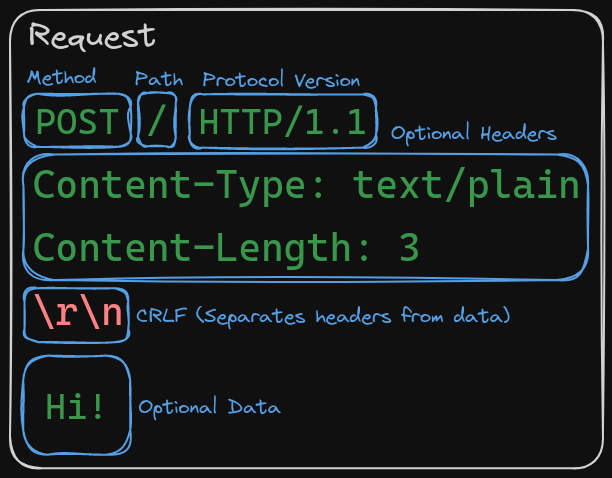 Request
Method Path Protocol Version
POST / HTTP/1.1
Optional Headers
Content-Type: text/plain
Content-Length: 3
\r\n CRLF (Separates headers from data)
Hi! Optional Data